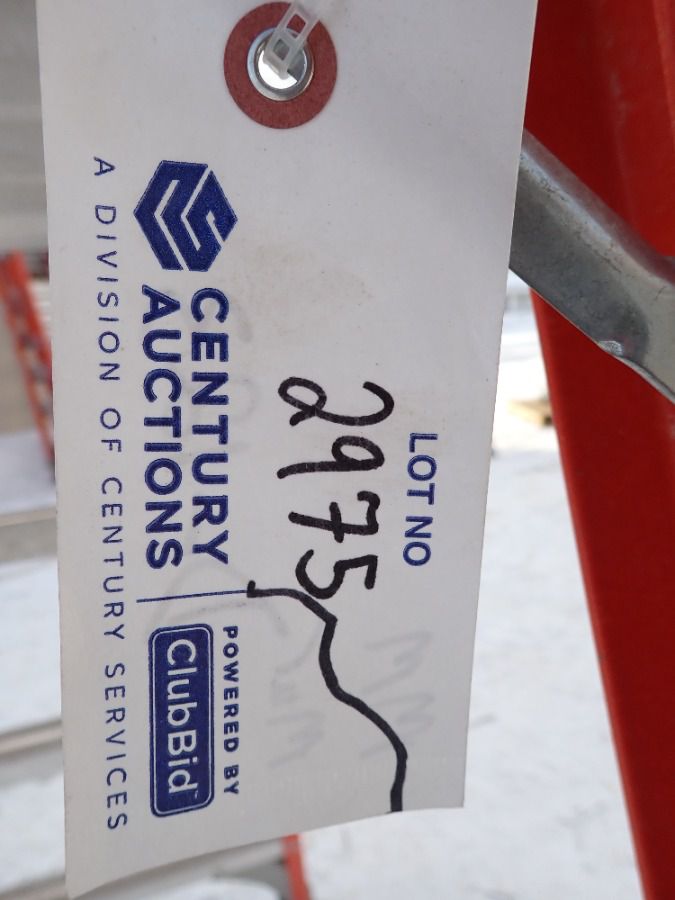 LOT NO
2975
CENTURY
AUCTIONS
A DIVISION OF CENTURY SERVICES
POWERED BY
ClubBid